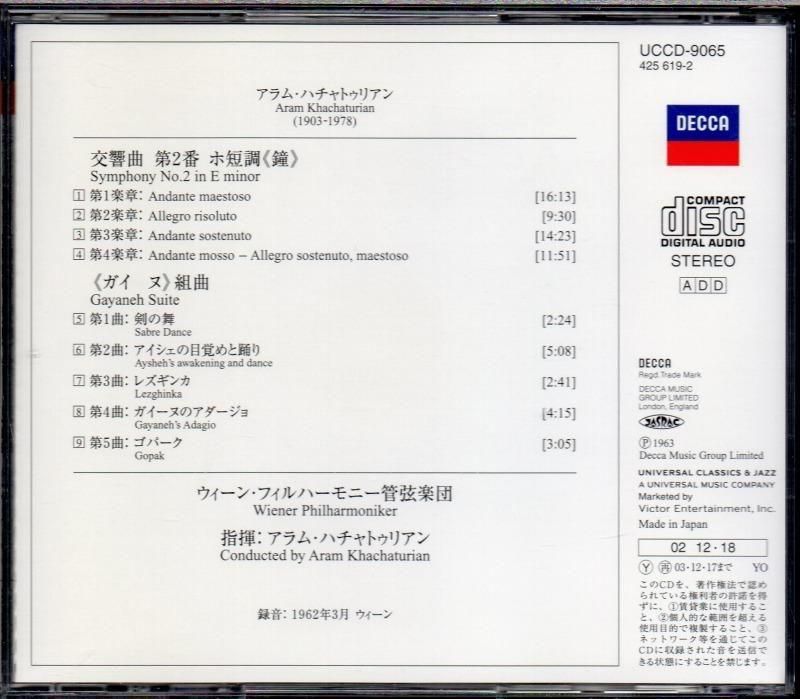 アラム・ハチャトゥリアン
Aram Khachaturian
(1903-1978)
交響曲 第2番 ホ短調《鐘》
Symphony No.2 in E minor
1 第1楽章: Andante maestoso [16:13]
2 第2楽章: Allegro risoluto [9:30]
3 第3楽章: Andante sostenuto [14:23]
4 第4楽章: Andante mosso – Allegro sostenuto, maestoso [11:51]
《ガイーヌ》組曲
Gayaneh Suite
5 第1曲: 剣の舞 [2:24]
Sabre Dance
6 第2曲: アイシェの目覚めと踊り [5:08]
Aysheh's awakening and dance
7 第3曲: レズギンカ [2:41]
Lezghinka
8 第4曲: ガイーヌのアダージョ [4:15]
Gayaneh's Adagio
9 第5曲: ゴパーク [3:05]
Gopak
ウィーン・フィルハーモニー管弦楽団
Wiener Philharmoniker
指揮: アラム・ハチャトゥリアン
Conducted by Aram Khachaturian
録音: 1962年3月 ウィーン
UCCD-9065
425 619-2
DECCA
COMPACT
disc
DIGITAL AUDIO
STEREO
ADD
DECCA
Regd. Trade Mark
DECCA MUSIC
GROUP LIMITED
London, England
JASRAC
Ⓟ1963
Decca Music Group Limited
UNIVERSAL CLASSICS & JAZZ
A UNIVERSAL MUSIC COMPANY
Marketed by
Victor Entertainment, Inc.
Made in Japan
02・12・18
Ⓨ 再 03・12・17まで YO
このCDを、著作権法で認め
られている権利者の許諾を得
ずに、①賃貸業に使用するこ
と、②個人的な範囲を超える
使用目的で複製すること、③
ネットワーク等を通じてこの
CDに収録された音を送信で
きる状態にすることを禁じます。